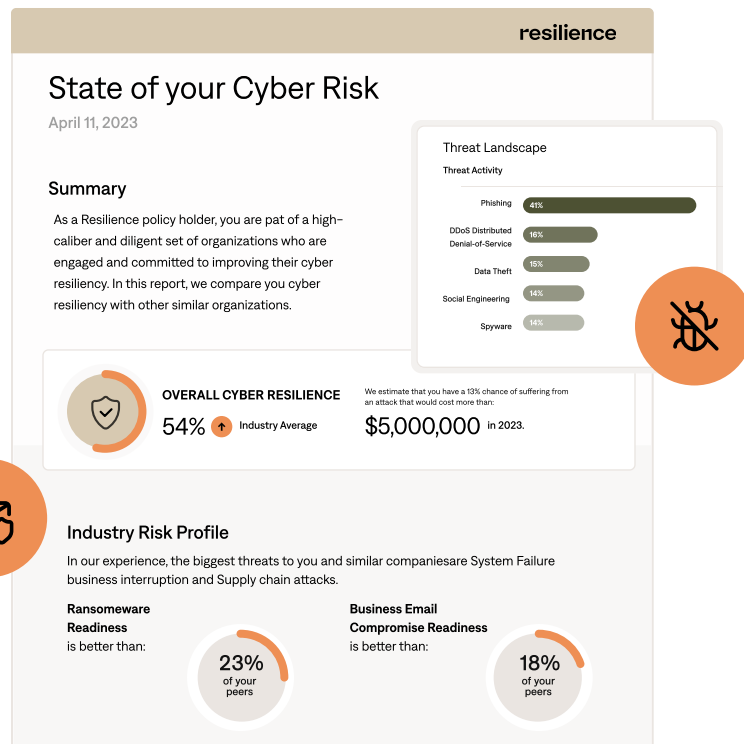 resilience
State of your Cyber Risk
April 11, 2023
Summary
As a Resilience policy holder, you are pat of a high-
caliber and diligent set of organizations who are
engaged and committed to improving their cyber
resiliency. In this report, we compare you cyber
resiliency with other similar organizations.
Threat Landscape
Threat Activity
Phishing 41%
DDoS Distributed
Denial-of-Service 16%
Data Theft 15%
Social Engineering 14%
Spyware 14%
OVERALL CYBER RESILIENCE
54% Industry Average
We estimate that you have a 13% chance of suffering from
an attack that would cost more than:
$5,000,000 in 2023.
Industry Risk Profile
In our experience, the biggest threats to you and similar companiesare System Failure
business interruption and Supply chain attacks.
Ransomeware
Readiness
is better than:
23%
of your
peers
Business Email
Compromise Readiness
is better than:
18%
of your
peers